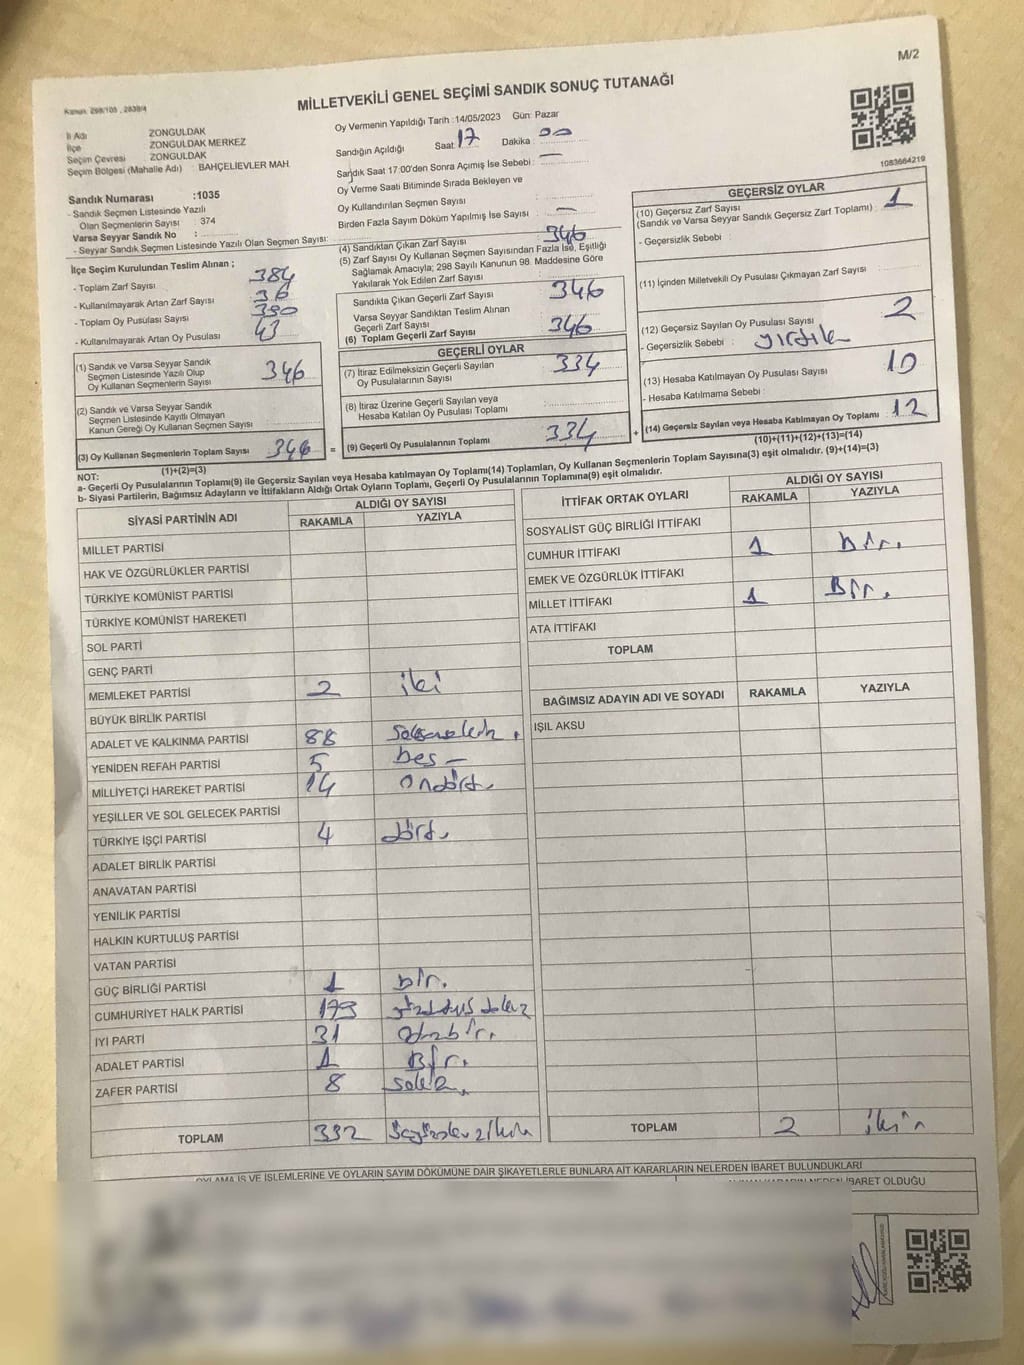 M/2
Kanun: 298/105 , 2839/4
MİLLETVEKİLİ GENEL SEÇİMİ SANDIK SONUÇ TUTANAĞI
İl Adı ZONGULDAK
İlçe ZONGULDAK MERKEZ
Seçim Çevresi ZONGULDAK
Seçim Bölgesi (Mahalle Adı) : BAHÇELİEVLER MAH.
Sandık Numarası :1035
- Sandık Seçmen Listesinde Yazılı
Olan Seçmenlerin Sayısı : 374
Varsa Seyyar Sandık No :
- Seyyar Sandık Seçmen Listesinde Yazılı Olan Seçmen Sayısı:
Oy Vermenin Yapıldığı Tarih :14/05/2023 Gün: Pazar
Sandığın Açıldığı Saat: 17 Dakika : 00
Sandık Saat 17:00'den Sonra Açımış İse Sebebi : —
Oy Verme Saati Bitiminde Sırada Bekleyen ve
Oy Kullandırılan Seçmen Sayısı :
Birden Fazla Sayım Döküm Yapılmış İse Sayısı : —
1083664219
İlçe Seçim Kurulundan Teslim Alınan ;
- Toplam Zarf Sayısı : 384
- Kullanılmayarak Artan Zarf Sayısı : 36
- Toplam Oy Pusulası Sayısı : 390
- Kullanılmayarak Artan Oy Pusulası : 43
(1) Sandık ve Varsa Seyyar Sandık
Seçmen Listesinde Yazılı Olup
Oy Kullanan Seçmenlerin Sayısı 346
(2) Sandık ve Varsa Seyyar Sandık
Seçmen Listesinde Kayıtlı Olmayan
Kanun Gereği Oy Kullanan Seçmen Sayısı
(3) Oy Kullanan Seçmenlerin Toplam Sayısı 346
(1)+(2)=(3)
(4) Sandıktan Çıkan Zarf Sayısı 346
(5) Zarf Sayısı Oy Kullanan Seçmen Sayısından Fazla İse, Eşitliği
Sağlamak Amacıyla; 298 Sayılı Kanunun 98. Maddesine Göre
Yakılarak Yok Edilen Zarf Sayısı :
Sandıkta Çıkan Geçerli Zarf Sayısı 346
Varsa Seyyar Sandıktan Teslim Alınan
Geçerli Zarf Sayısı :
(6) Toplam Geçerli Zarf Sayısı 346
GEÇERLİ OYLAR
(7) İtiraz Edilmeksizin Geçerli Sayılan
Oy Pusulalarının Sayısı 334
(8) İtiraz Üzerine Geçerli Sayılan veya
Hesaba Katılan Oy Pusulası Toplamı
= (9) Geçerli Oy Pusulalarının Toplamı 334 +
GEÇERSİZ OYLAR
(10) Geçersiz Zarf Sayısı
(Sandık ve Varsa Seyyar Sandık Geçersiz Zarf Toplamı) : 1
- Geçersizlik Sebebi :
(11) İçinden Milletvekili Oy Pusulası Çıkmayan Zarf Sayısı
(12) Geçersiz Sayılan Oy Pusulası Sayısı 2
- Geçersizlik Sebebi : yırtık
(13) Hesaba Katılmayan Oy Pusulası Sayısı 10
- Hesaba Katılmama Sebebi :
(14) Geçersiz Sayılan veya Hesaba Katılmayan Oy Toplamı : 12
(10)+(11)+(12)+(13)=(14)
NOT:
a- Geçerli Oy Pusulalarının Toplamı(9) ile Geçersiz Sayılan veya Hesaba katılmayan Oy Toplamı(14) Toplamları, Oy Kullanan Seçmenlerin Toplam Sayısına(3) eşit olmalıdır. (9)+(14)=(3)
b- Siyasi Partilerin, Bağımsız Adayların ve İttifakların Aldığı Ortak Oyların Toplamı, Geçerli Oy Pusulalarının Toplamına(9) eşit olmalıdır.
SİYASİ PARTİNİN ADI ALDIĞI OY SAYISI
RAKAMLA YAZIYLA
MİLLET PARTİSİ
HAK VE ÖZGÜRLÜKLER PARTİSİ
TÜRKİYE KOMÜNİST PARTİSİ
TÜRKİYE KOMÜNİST HAREKETİ
SOL PARTİ
GENÇ PARTİ
MEMLEKET PARTİSİ 2 iki
BÜYÜK BİRLİK PARTİSİ
ADALET VE KALKINMA PARTİSİ 88
YENİDEN REFAH PARTİSİ 5 beş —
MİLLİYETÇİ HAREKET PARTİSİ 14 ondört.
YEŞİLLER VE SOL GELECEK PARTİSİ
TÜRKİYE İŞÇİ PARTİSİ 4 dört.
ADALET BİRLİK PARTİSİ
ANAVATAN PARTİSİ
YENİLİK PARTİSİ
HALKIN KURTULUŞ PARTİSİ
VATAN PARTİSİ
GÜÇ BİRLİĞİ PARTİSİ 1 bir.
CUMHURİYET HALK PARTİSİ 179
İYİ PARTİ 31 otuzbir.
ADALET PARTİSİ 1 Bir.
ZAFER PARTİSİ 8 sekiz.
TOPLAM 332
İTTİFAK ORTAK OYLARI ALDIĞI OY SAYISI
RAKAMLA YAZIYLA
SOSYALİST GÜÇ BİRLİĞİ İTTİFAKI
CUMHUR İTTİFAKI 1 bir.
EMEK VE ÖZGÜRLÜK İTTİFAKI
MİLLET İTTİFAKI 1 Bir.
ATA İTTİFAKI
TOPLAM
BAĞIMSIZ ADAYIN ADI VE SOYADI RAKAMLA YAZIYLA
IŞIL AKSU
TOPLAM 2 iki
OYLAMA İŞ VE İŞLEMLERİNE VE OYLARIN SAYIM DÖKÜMÜNE DAİR ŞİKAYETLERLE BUNLARA AİT KARARLARIN NELERDEN İBARET BULUNDUKLARI
İBARET OLDUĞU